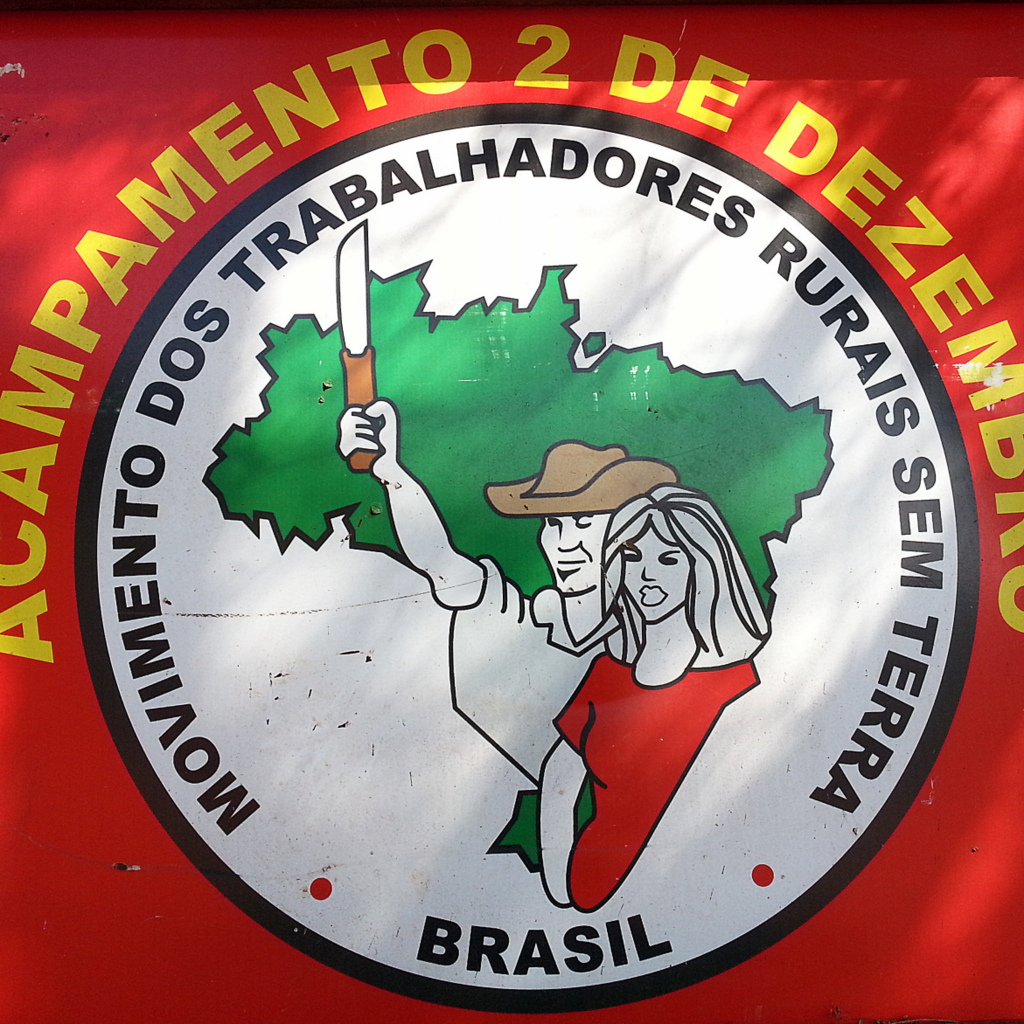 ACAMPAMENTO 2 DE DEZEMBRO
MOVIMENTO DOS TRABALHADORES RURAIS SEM TERRA
BRASIL